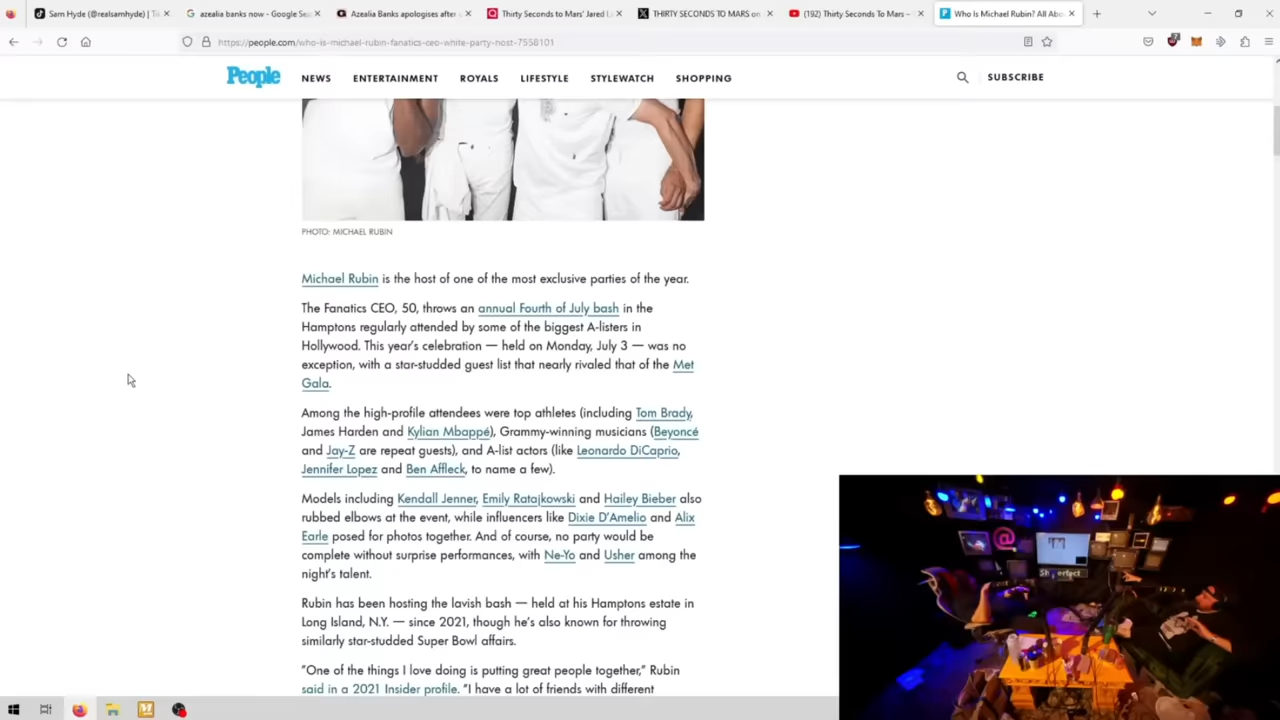 Sam Hyde (@realsamhyde) | Ti
azealia banks now - Google Sea
Azealia Banks apologises after
Thirty Seconds to Mars' Jared L
THIRTY SECONDS TO MARS on
(192) Thirty Seconds To Mars –
Who Is Michael Rubin? All Abo
https://people.com/who-is-michael-rubin-fanatics-ceo-white-party-host-7558101
People
NEWS ENTERTAINMENT ROYALS LIFESTYLE STYLEWATCH SHOPPING
SUBSCRIBE
PHOTO: MICHAEL RUBIN
Michael Rubin is the host of one of the most exclusive parties of the year.
The Fanatics CEO, 50, throws an annual Fourth of July bash in the
Hamptons regularly attended by some of the biggest A-listers in
Hollywood. This year's celebration — held on Monday, July 3 — was no
exception, with a star-studded guest list that nearly rivaled that of the Met
Gala.
Among the high-profile attendees were top athletes (including Tom Brady,
James Harden and Kylian Mbappé), Grammy-winning musicians (Beyoncé
and Jay-Z are repeat guests), and A-list actors (like Leonardo DiCaprio,
Jennifer Lopez and Ben Affleck, to name a few).
Models including Kendall Jenner, Emily Ratajkowski and Hailey Bieber also
rubbed elbows at the event, while influencers like Dixie D'Amelio and Alix
Earle posed for photos together. And of course, no party would be
complete without surprise performances, with Ne-Yo and Usher among the
night's talent.
Rubin has been hosting the lavish bash — held at his Hamptons estate in
Long Island, N.Y. — since 2021, though he's also known for throwing
similarly star-studded Super Bowl affairs.
"One of the things I love doing is putting great people together," Rubin
said in a 2021 Insider profile. "I have a lot of friends with different